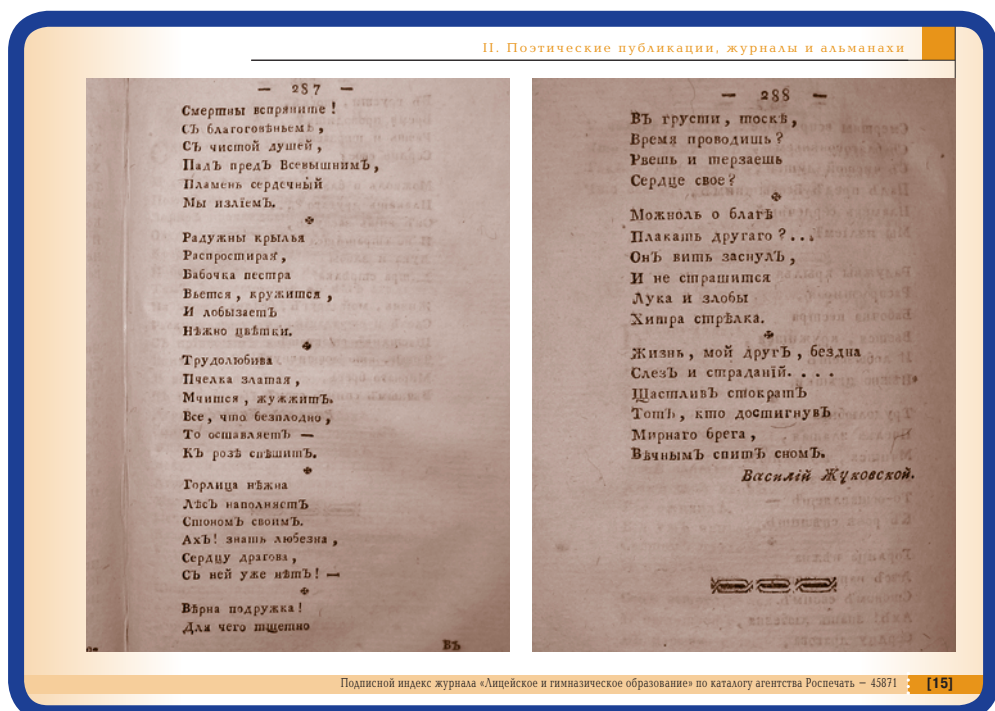 II. Поэтические публикации, журналы и альманахи
— 287 —
Смертны вспряните !
Съ благоговѣньемъ ,
Съ чистой душей ,
Падъ предъ Всевышнимъ ,
Пламень сердечный
Мы изліемъ.
Радужны крылья
Распростирая ,
Бабочка пестра
Вьется , кружится ,
И лобызаетъ
Нѣжно цвѣтки.
Трудолюбива
Пчелка златая ,
Мчится , жужжитъ.
Все , что безплодно ,
То оставляетъ —
Къ розѣ спѣшитъ.
Горлица нѣжна
Лѣсъ наполняетъ
Стономъ своимъ.
Ахъ ! знать любезна ,
Сердцу драгова ,
Съ ней уже нѣтъ ! —
Вѣрна подружка !
Для чего тщетно
Въ
— 288 —
Въ грусти , тоскѣ ,
Время проводишь ?
Рвешь и терзаешь
Сердце свое ?
Можноль о благѣ
Плакать другаго ? . . .
Онъ вить заснулъ ,
И не страшится
Лука и злобы
Хитра стрѣлка.
Жизнь , мой другъ , бездна
Слезъ и страданій. . . .
Щастливъ стократъ
Тотъ , кто достигнувъ
Мирнаго брега ,
Вѣчнымъ спитъ сномъ.
Василій Жуковской.
Подписной индекс журнала «Лицейское и гимназическое образование» по каталогу агентства Роспечать — 45871 [15]